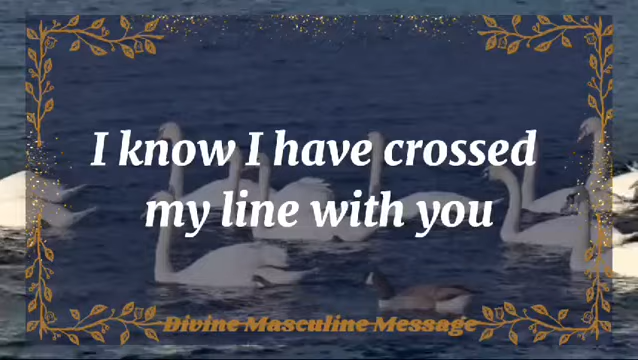 I know I have crossed
my line with you
Divine Masculine Message